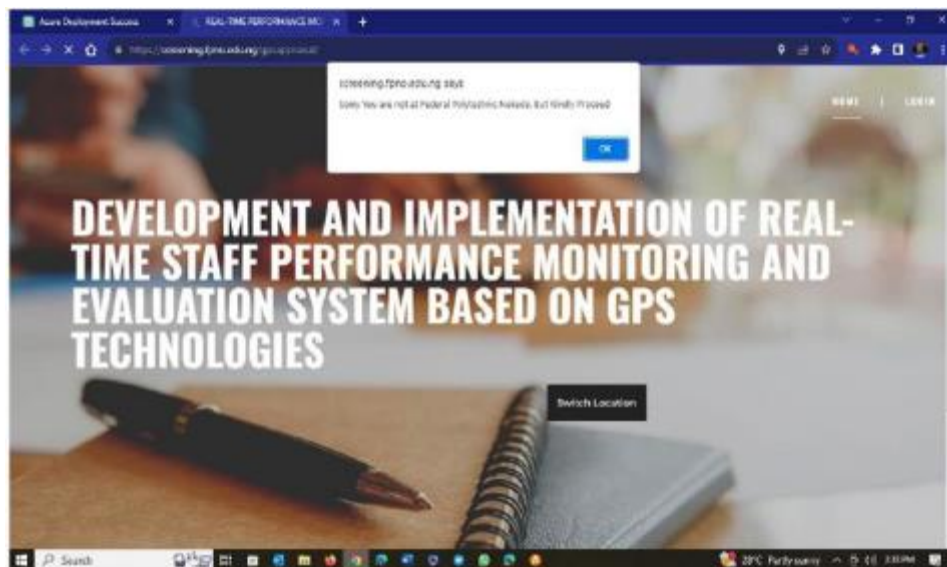 Azure Deployment Success
REAL-TIME PERFORMANCE MO
screening.fpno.edu.ng says
Sorry You are not at Federal Polytechnic Nekede. But Kindly Proceed
OK
HOME | LOGIN
DEVELOPMENT AND IMPLEMENTATION OF REAL-
TIME STAFF PERFORMANCE MONITORING AND
EVALUATION SYSTEM BASED ON GPS
TECHNOLOGIES
Switch Location
Search
28°C Partly sunny